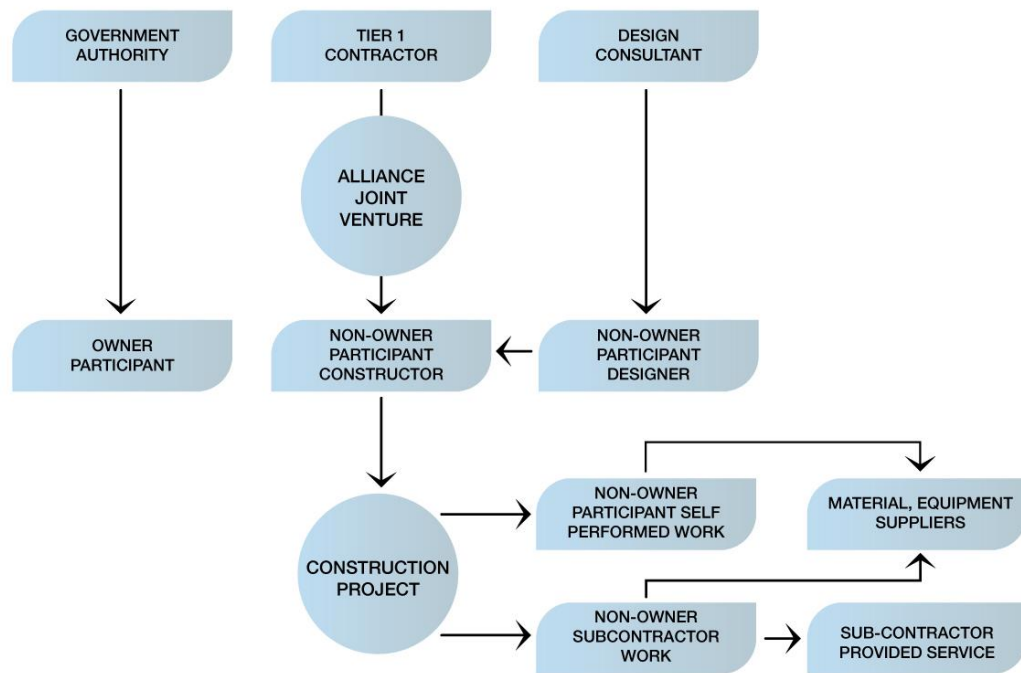 GOVERNMENT
AUTHORITY
TIER 1
CONTRACTOR
DESIGN
CONSULTANT
ALLIANCE
JOINT
VENTURE
OWNER
PARTICIPANT
NON-OWNER
PARTICIPANT
CONSTRUCTOR
NON-OWNER
PARTICIPANT
DESIGNER
NON-OWNER
PARTICIPANT SELF
PERFORMED WORK
MATERIAL, EQUIPMENT
SUPPLIERS
CONSTRUCTION
PROJECT
NON-OWNER
SUBCONTRACTOR
WORK
SUB-CONTRACTOR
PROVIDED SERVICE